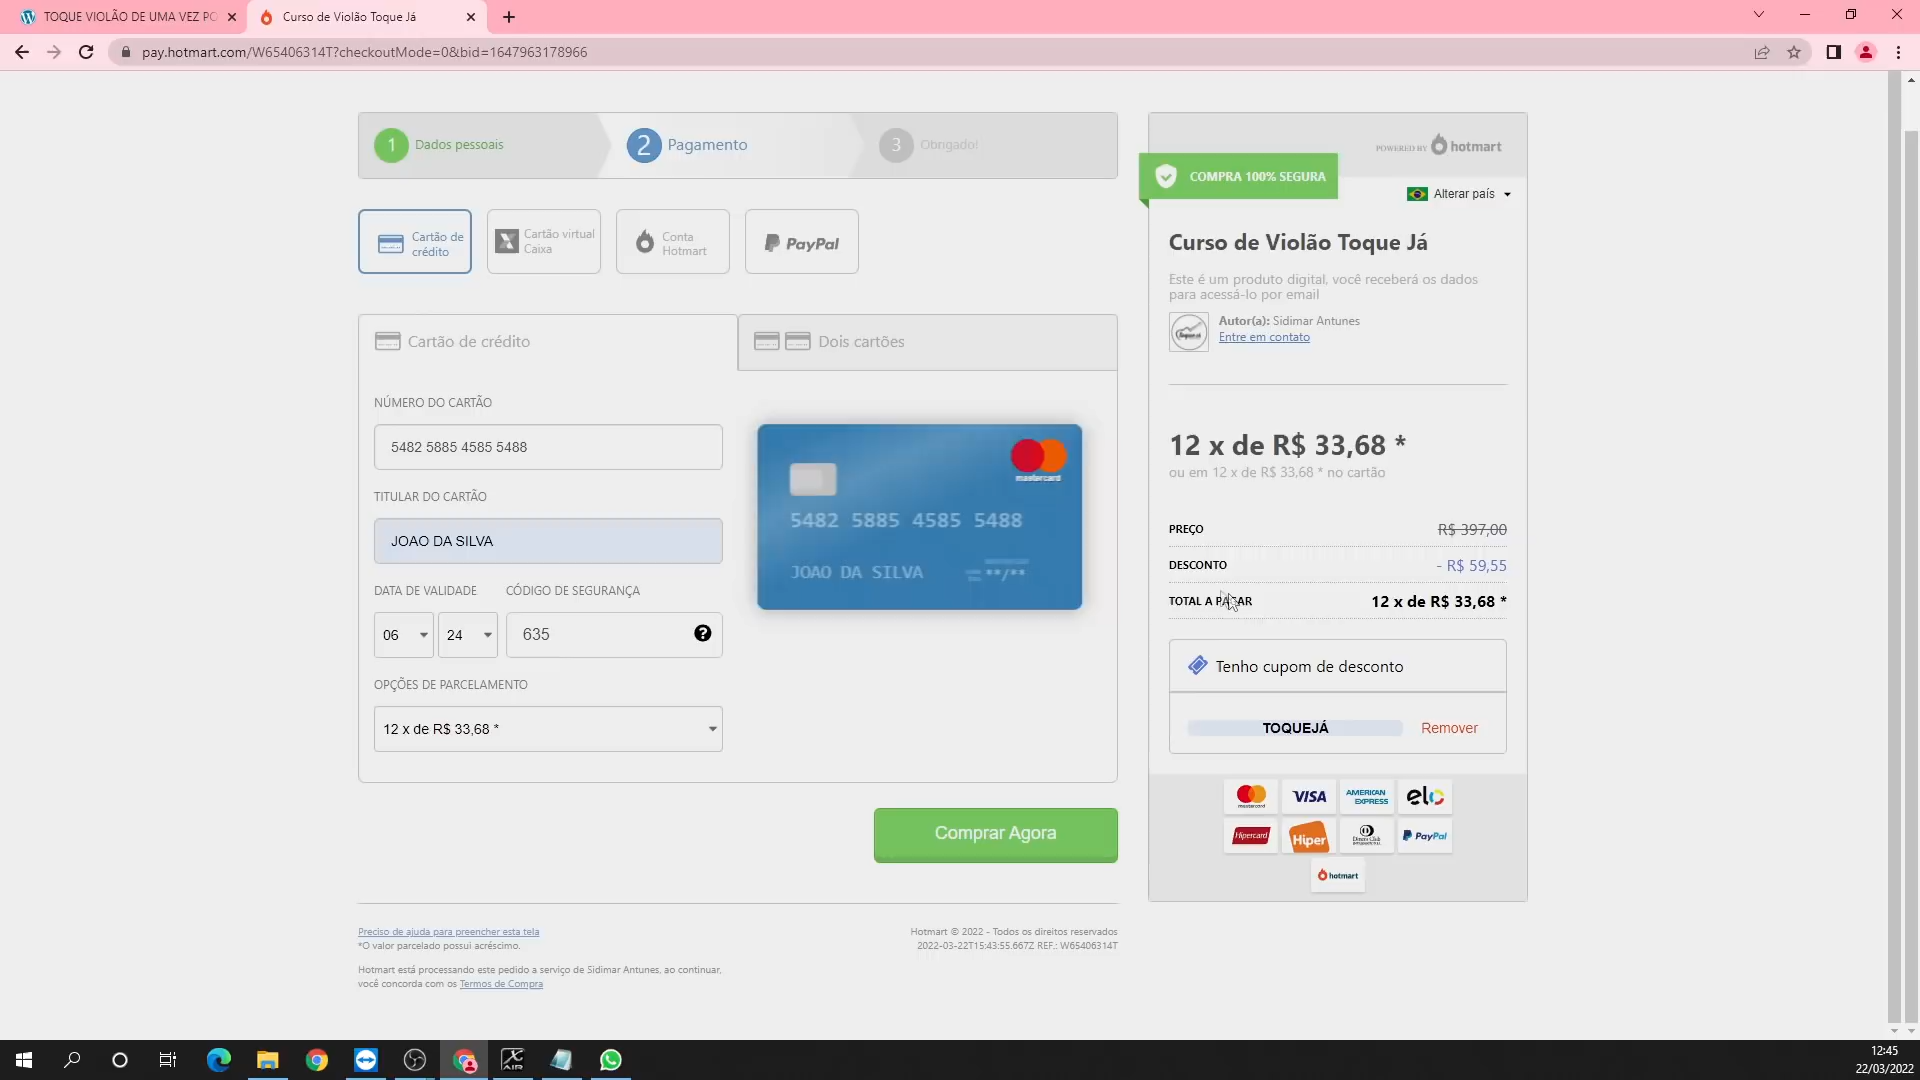 TOQUE VIOLÃO DE UMA VEZ PO
Curso de Violão Toque Já
pay.hotmart.com/W65406314T?checkoutMode=0&bid=1647963178966
1 Dados pessoais
2 Pagamento
3 Obrigado!
Cartão de
crédito
Cartão virtual
Caixa
Conta
Hotmart
PayPal
Cartão de crédito
Dois cartões
NÚMERO DO CARTÃO
5482 5885 4585 5488
TITULAR DO CARTÃO
JOAO DA SILVA
DATA DE VALIDADE
CÓDIGO DE SEGURANÇA
06
24
635
?
OPÇÕES DE PARCELAMENTO
12 x de R$ 33,68 *
mastercard
5482 5885 4585 5488
JOAO DA SILVA
**/**
Comprar Agora
Preciso de ajuda para preencher esta tela
*O valor parcelado possui acréscimo.
Hotmart está processando este pedido a serviço de Sidimar Antunes, ao continuar,
você concorda com os Termos de Compra
Hotmart © 2022 - Todos os direitos reservados
2022-03-22T15:43:55.667Z REF.: W65406314T
POWERED BY hotmart
COMPRA 100% SEGURA
Alterar país
Curso de Violão Toque Já
Este é um produto digital, você receberá os dados
para acessá-lo por email
Autor(a): Sidimar Antunes
Entre em contato
12 x de R$ 33,68 *
ou em 12 x de R$ 33,68 * no cartão
PREÇO R$ 397,00
DESCONTO - R$ 59,55
TOTAL A PAGAR 12 x de R$ 33,68 *
Tenho cupom de desconto
TOQUEJÁ Remover
mastercard VISA AMERICAN EXPRESS elo
Hipercard Hiper Diners Club INTERNATIONAL PayPal
hotmart
X AIR
12:45
22/03/2022